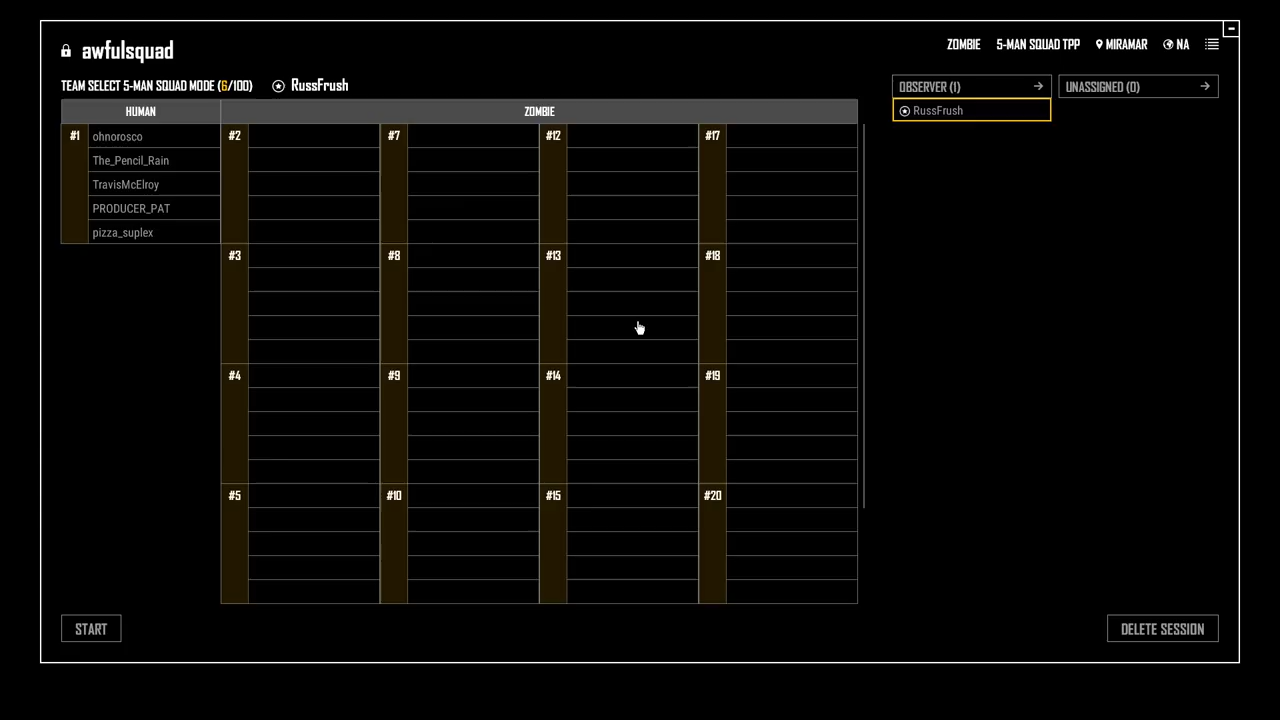 awfulsquad
ZOMBIE 5-MAN SQUAD TPP MIRAMAR NA
TEAM SELECT 5-MAN SQUAD MODE (6/100) RussFrush
OBSERVER (1) UNASSIGNED (0)
RussFrush
HUMAN ZOMBIE
#1 ohnorosco #2 #7 #12 #17
The_Pencil_Rain
TravisMcElroy
PRODUCER_PAT
pizza_suplex
#3 #8 #13 #18
#4 #9 #14 #19
#5 #10 #15 #20
START DELETE SESSION